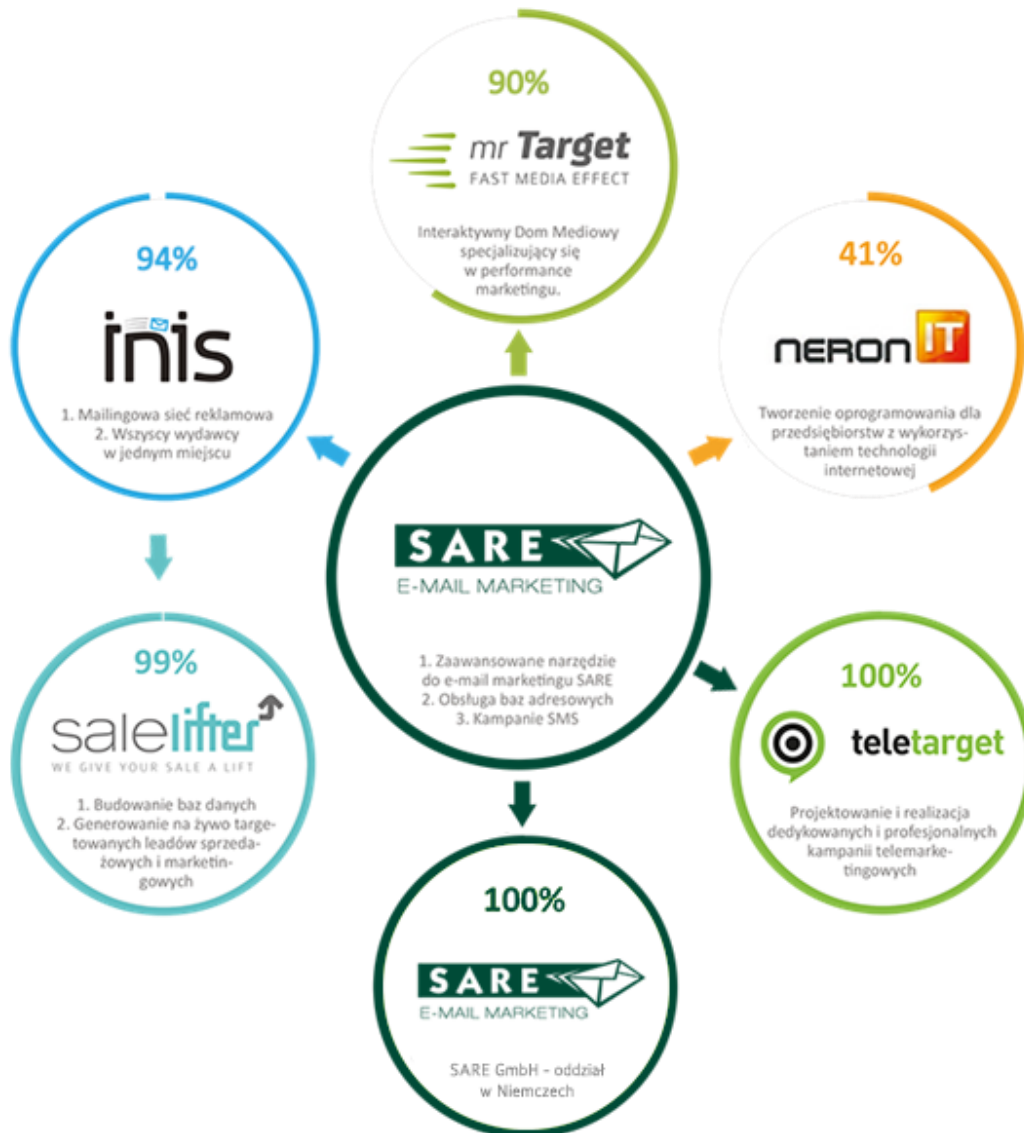 90%
mr Target
FAST MEDIA EFFECT
Interaktywny Dom Mediowy
specjalizujący się
w performance
marketingu.
94%
inis
1. Mailingowa sieć reklamowa
2. Wszyscy wydawcy
w jednym miejscu
41%
NERON IT
Tworzenie oprogramowania dla
przedsiębiorstw z wykorzys-
taniem technologii
internetowej
SARE
E-MAIL MARKETING
1. Zaawansowane narzędzie
do e-mail marketingu SARE
2. Obsługa baz adresowych
3. Kampanie SMS
99%
salelifter
WE GIVE YOUR SALE A LIFT
1. Budowanie baz danych
2. Generowanie na żywo targe-
towanych leadów sprzeda-
żowych i marketin-
gowych
100%
teletarget
Projektowanie i realizacja
dedykowanych i profesjonalnych
kampanii telemarke-
tingowych
100%
SARE
E-MAIL MARKETING
SARE GmbH - oddział
w Niemczech